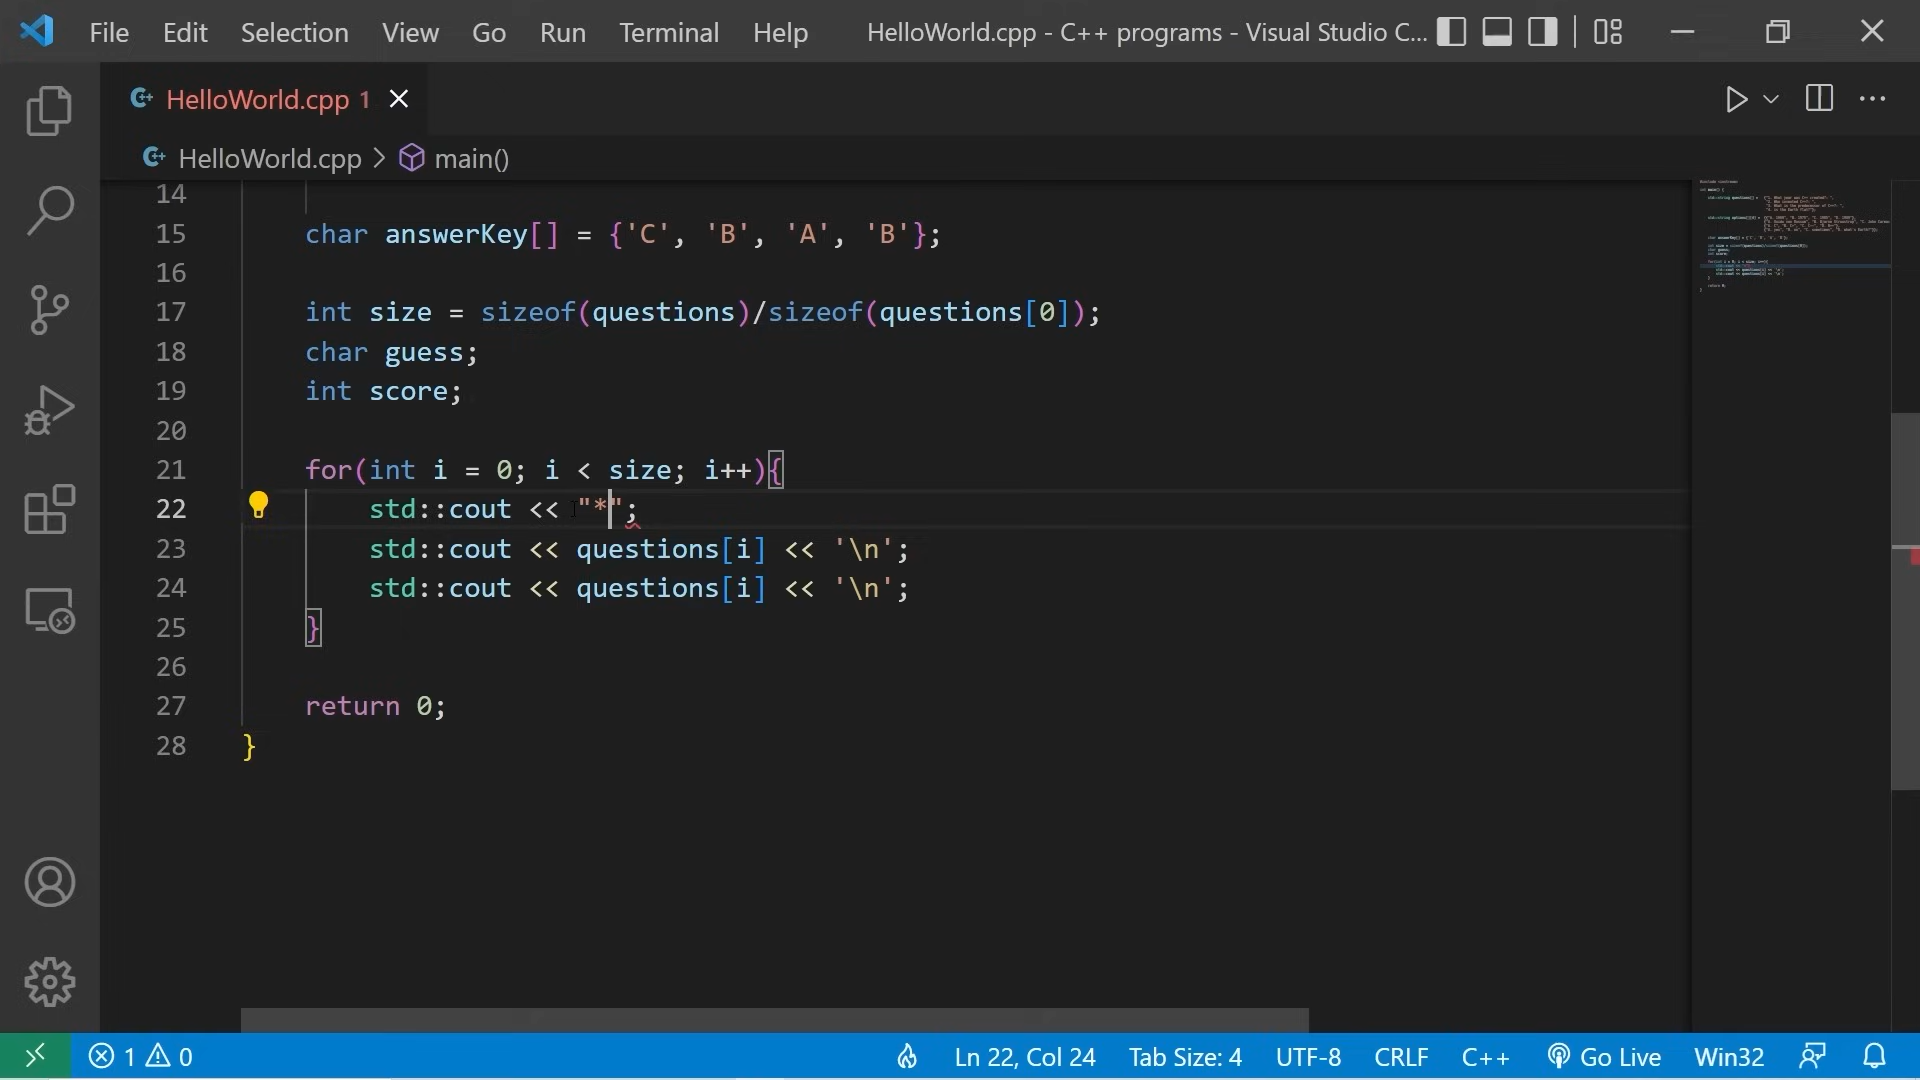 File Edit Selection View Go Run Terminal Help HelloWorld.cpp - C++ programs - Visual Studio C...
HelloWorld.cpp 1
HelloWorld.cpp > main()
14
15 char answerKey[] = {'C', 'B', 'A', 'B'};
16
17 int size = sizeof(questions)/sizeof(questions[0]);
18 char guess;
19 int score;
20
21 for(int i = 0; i < size; i++){
22 std::cout << "*";
23 std::cout << questions[i] << '\n';
24 std::cout << questions[i] << '\n';
25 }
26
27 return 0;
28 }
1 0 Ln 22, Col 24 Tab Size: 4 UTF-8 CRLF C++ Go Live Win32